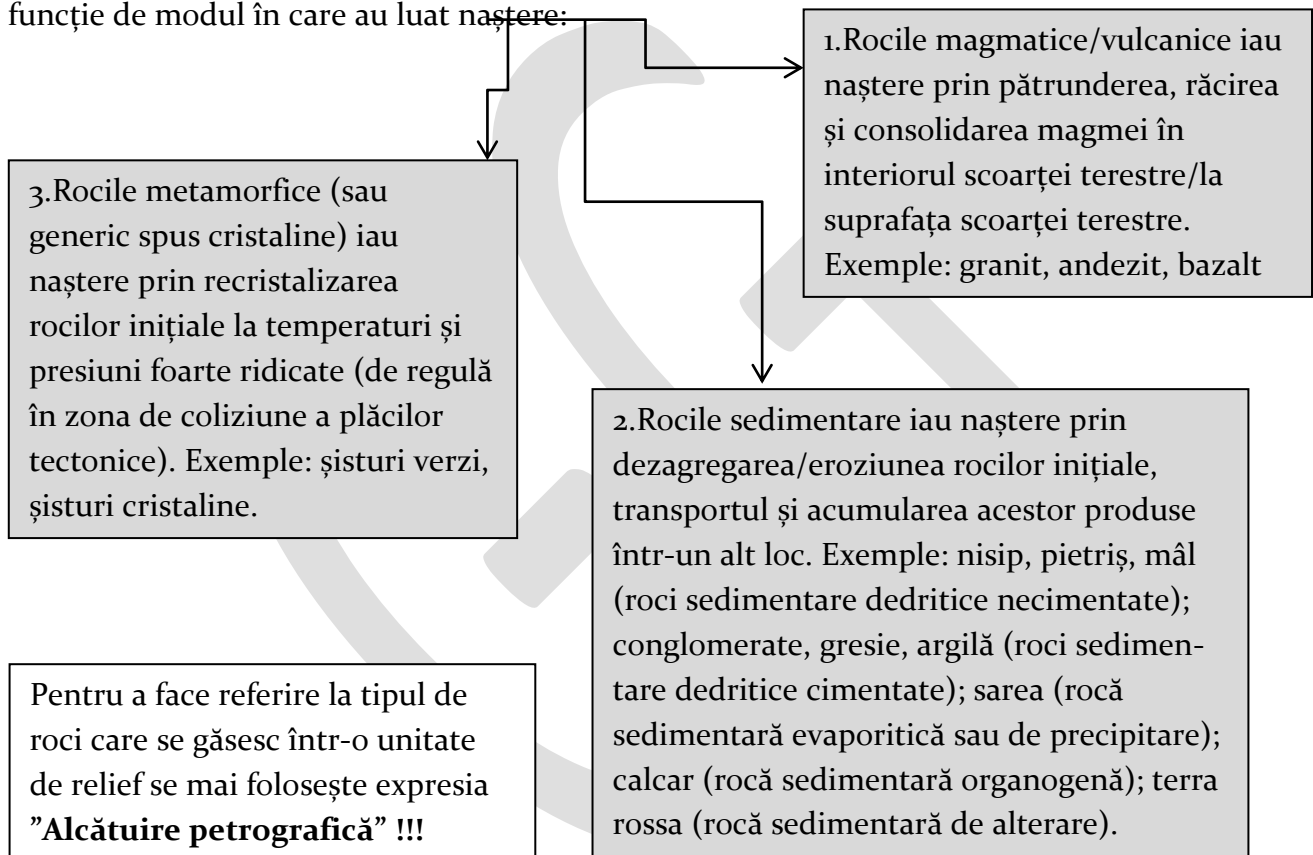 funcție de modul în care au luat naștere:
1.Rocile magmatice/vulcanice iau
naștere prin pătrunderea, răcirea
și consolidarea magmei în
interiorul scoarței terestre/la
suprafața scoarței terestre.
Exemple: granit, andezit, bazalt
3.Rocile metamorfice (sau
generic spus cristaline) iau
naștere prin recristalizarea
rocilor inițiale la temperaturi și
presiuni foarte ridicate (de regulă
în zona de coliziune a plăcilor
tectonice). Exemple: șisturi verzi,
șisturi cristaline.
2.Rocile sedimentare iau naștere prin
dezagregarea/eroziunea rocilor inițiale,
transportul și acumularea acestor produse
într-un alt loc. Exemple: nisip, pietriș, mâl
(roci sedimentare dedritice necimentate);
conglomerate, gresie, argilă (roci sedimen-
tare dedritice cimentate); sarea (rocă
sedimentară evaporitică sau de precipitare);
calcar (rocă sedimentară organogenă); terra
rossa (rocă sedimentară de alterare).
Pentru a face referire la tipul de
roci care se găsesc într-o unitate
de relief se mai folosește expresia
”Alcătuire petrografică” !!!